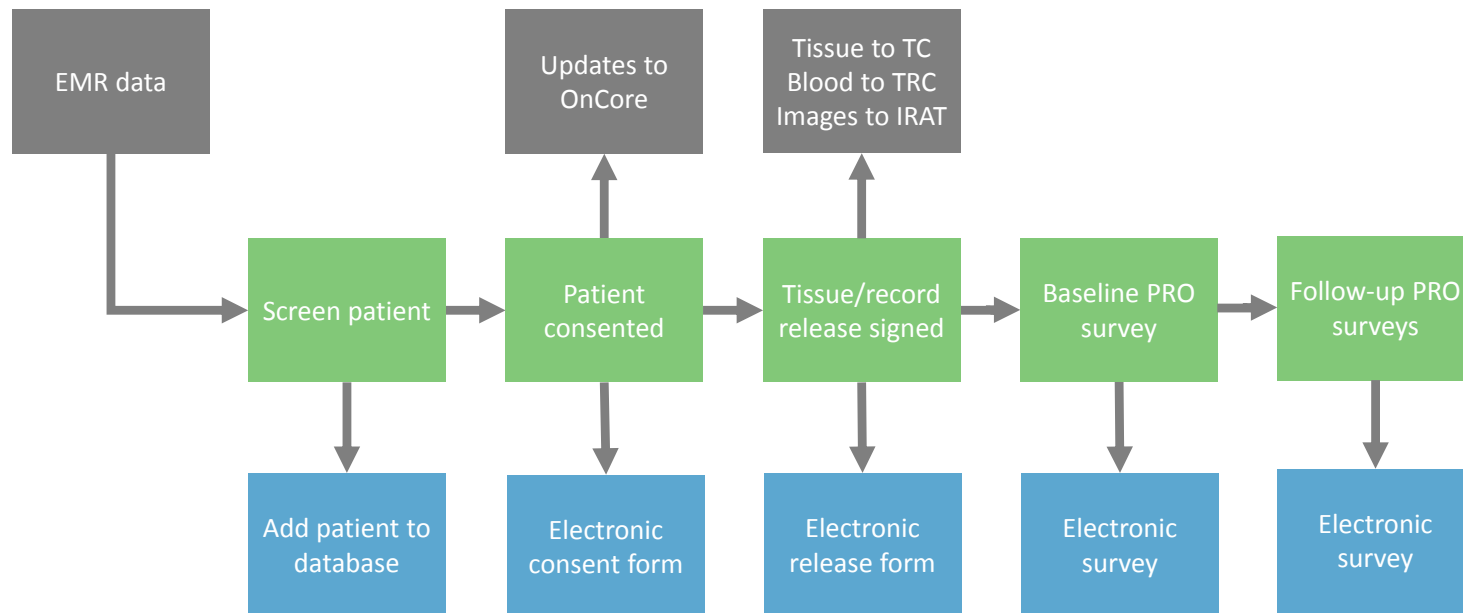 EMR data
Updates to
OnCore
Tissue to TC
Blood to TRC
Images to IRAT
Screen patient
Patient
consented
Tissue/record
release signed
Baseline PRO
survey
Follow-up PRO
surveys
Add patient to
database
Electronic
consent form
Electronic
release form
Electronic
survey
Electronic
survey